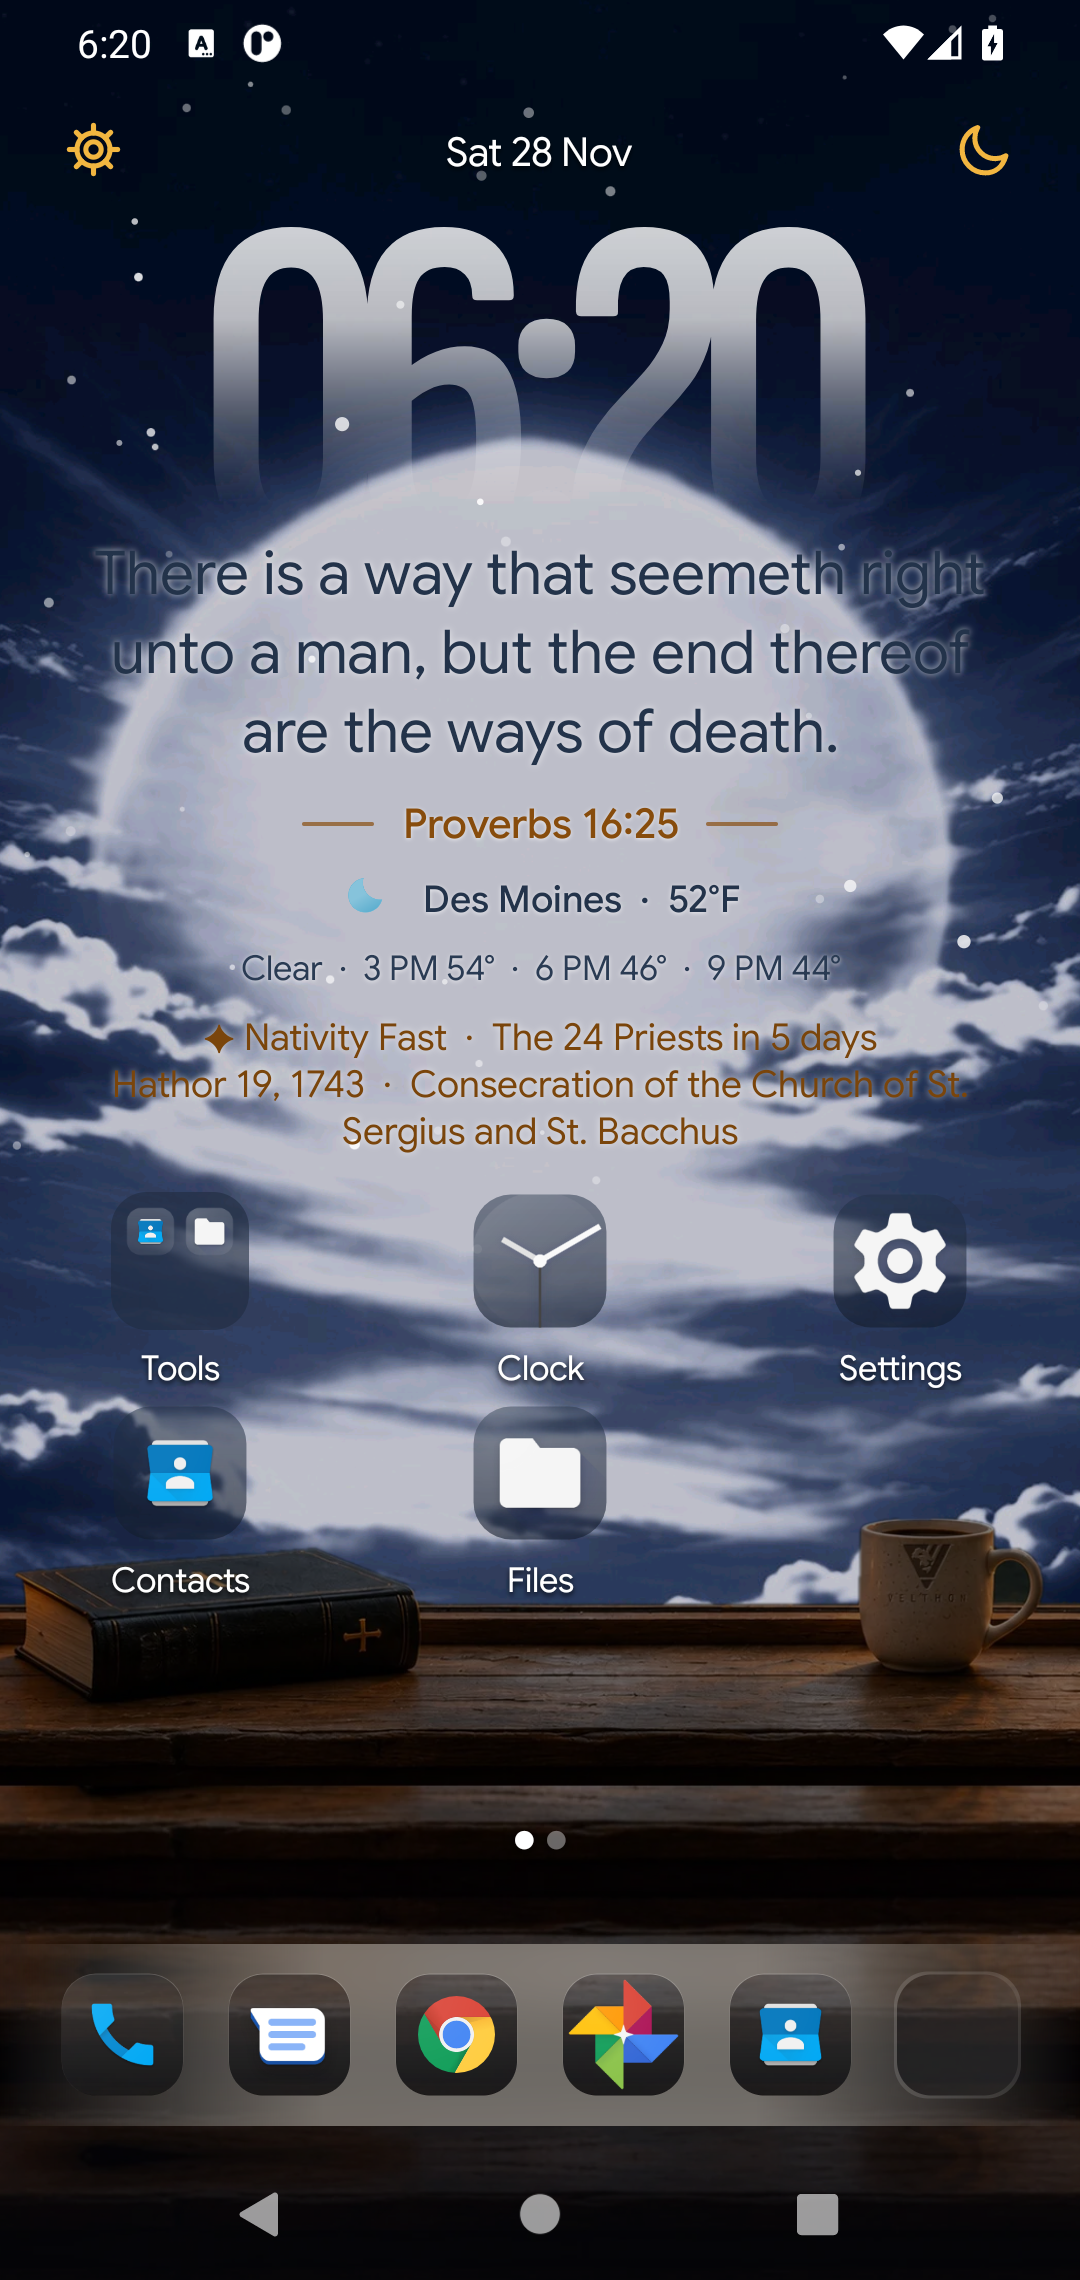 6:20
Sat 28 Nov
06:20
There is a way that seemeth right
unto a man, but the end thereof
are the ways of death.
Proverbs 16:25
Des Moines · 52°F
Clear · 3 PM 54° · 6 PM 46° · 9 PM 44°
✦ Nativity Fast · The 24 Priests in 5 days
Hathor 19, 1743 · Consecration of the Church of St.
Sergius and St. Bacchus
Tools
Clock
Settings
Contacts
Files
VELTHON